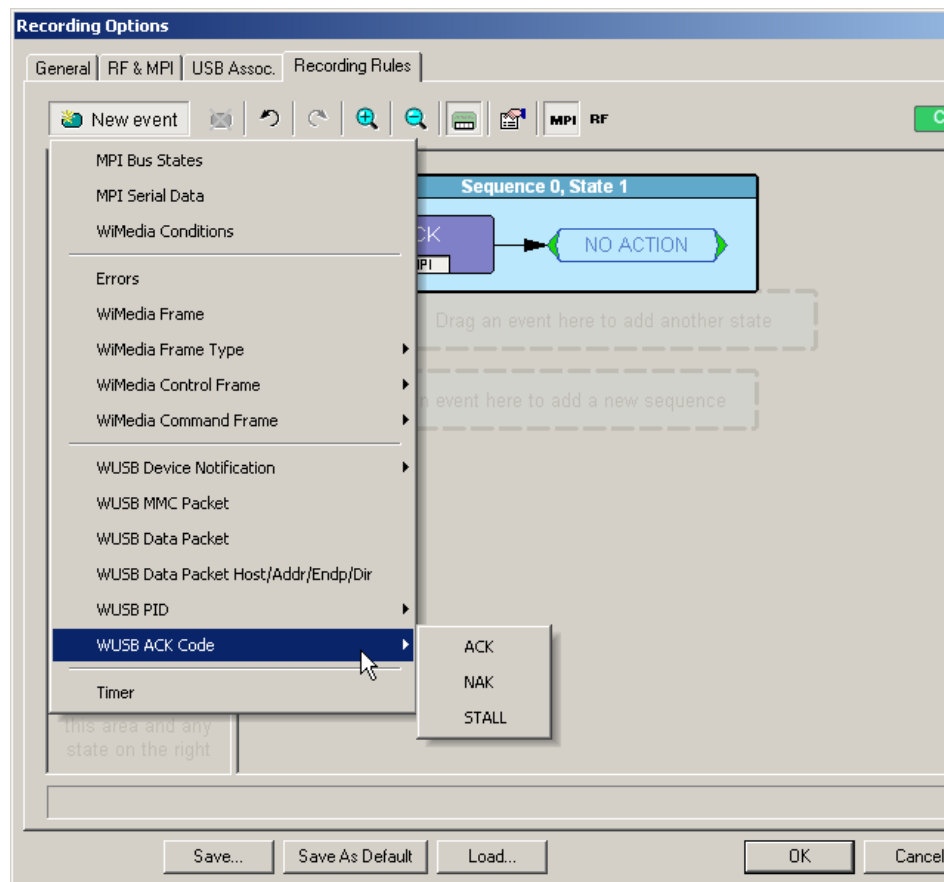 Recording Options
General RF & MPI USB Assoc. Recording Rules
New event MPI RF
MPI Bus States
MPI Serial Data
WiMedia Conditions
Errors
WiMedia Frame
WiMedia Frame Type
WiMedia Control Frame
WiMedia Command Frame
WUSB Device Notification
WUSB MMC Packet
WUSB Data Packet
WUSB Data Packet Host/Addr/Endp/Dir
WUSB PID
WUSB ACK Code
Timer
ACK
NAK
STALL
Sequence 0, State 1
NO ACTION
Drag an event here to add another state
event here to add a new sequence
this area and any
state on the right
Save... Save As Default Load... OK Cancel